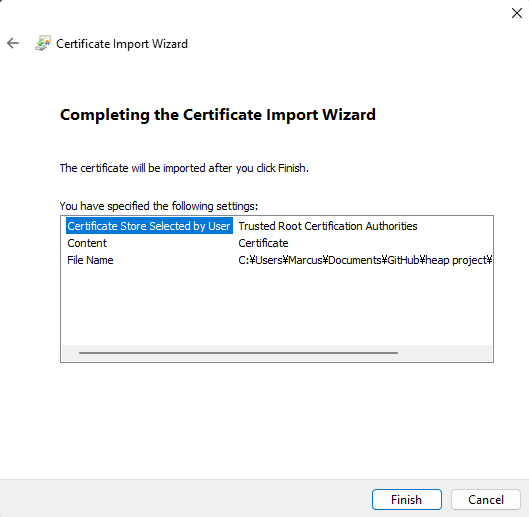 Certificate Import Wizard
Completing the Certificate Import Wizard
The certificate will be imported after you click Finish.
You have specified the following settings:
Certificate Store Selected by User Trusted Root Certification Authorities
Content Certificate
File Name C:¥Users¥Marcus¥Documents¥GitHub¥heap project¥
Finish Cancel